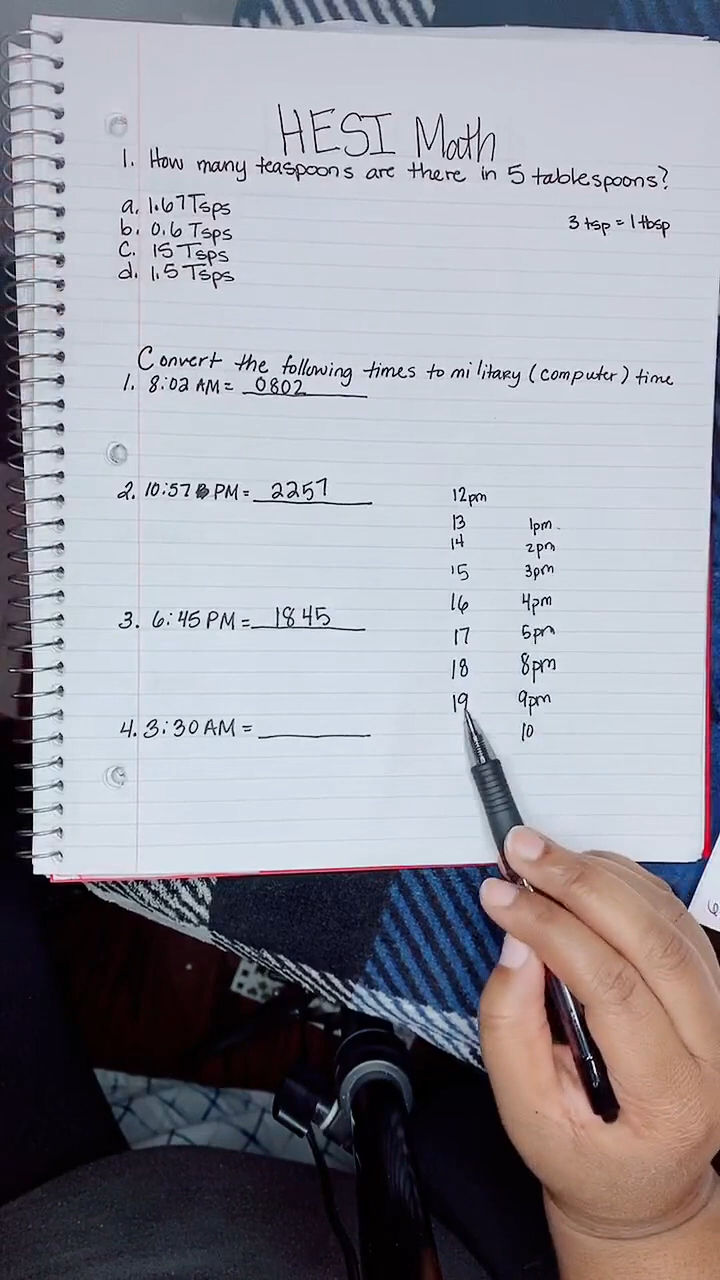 HESI Math
1. How many teaspoons are there in 5 tablespoons?
a. 1.67 Tsps
b. 0.6 Tsps
3 tsp = 1 tbsp
c. 15 Tsps
d. 1.5 Tsps
Convert the following times to military (computer) time
1. 8:02 AM = 0802
2. 10:57 PM = 2257
12pm
13 1pm
14 2pm
15 3pm
16 4pm
3. 6:45 PM = 1845
17 5pm
18 8pm
19 9pm
4. 3:30 AM =
10